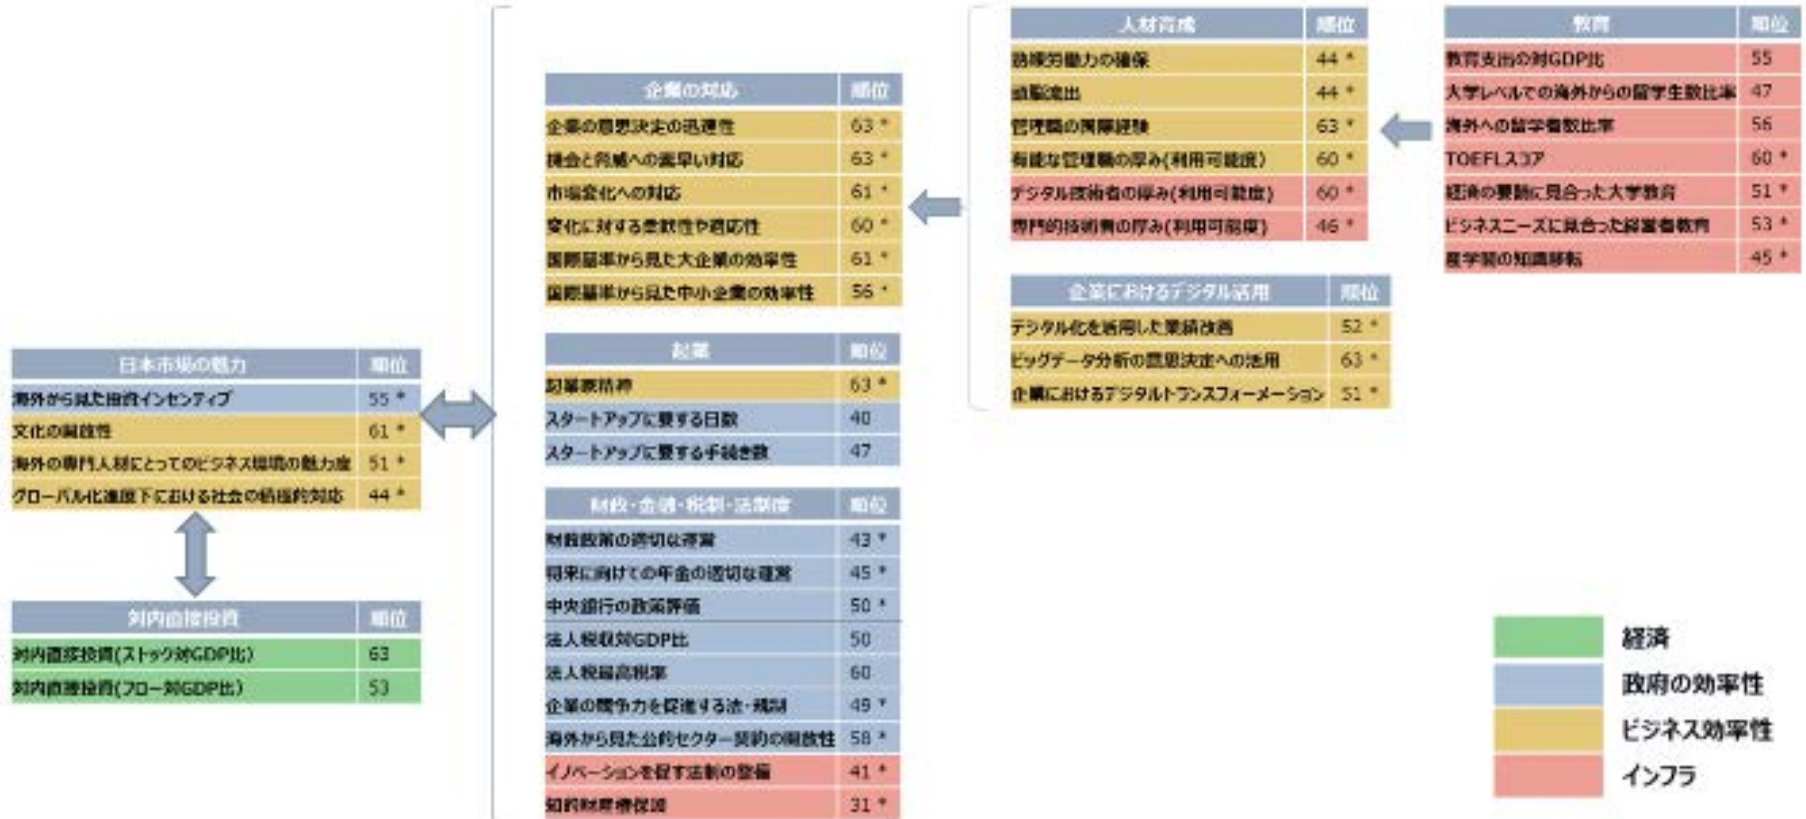 日本市場の魅力 順位
海外から見た投資インセンティブ 55 *
文化の開放性 61 *
海外の専門人材にとってのビジネス環境の魅力度 51 *
グローバル化進展下における社会の積極的対応 44 *
対内直接投資 順位
対内直接投資(ストック対GDP比) 63
対内直接投資(フロー対GDP比) 53
企業の対応 順位
企業の意思決定の迅速性 63 *
機会と脅威への素早い対応 63 *
市場変化への対応 61 *
変化に対する柔軟性や適応性 60 *
国際基準から見た大企業の効率性 61 *
国際基準から見た中小企業の効率性 56 *
起業 順位
起業家精神 63 *
スタートアップに要する日数 40
スタートアップに要する手続き数 47
財政・金融・税制・法制度 順位
財政政策の適切な運営 43 *
将来に向けての年金の適切な運営 45 *
中央銀行の政策評価 50 *
法人税収対GDP比 50
法人税最高税率 60
企業の競争力を促進する法・規制 49 *
海外から見た公的セクター契約の開放性 58 *
イノベーションを促す法制の整備 41 *
知的財産権保護 31 *
人材育成 順位
熟練労働力の確保 44 *
頭脳流出 44 *
管理職の国際経験 63 *
有能な管理職の厚み(利用可能度) 60 *
デジタル技術者の厚み(利用可能度) 60 *
専門的技術者の厚み(利用可能度) 46 *
企業におけるデジタル活用 順位
デジタル化を活用した業績改善 52 *
ビッグデータ分析の意思決定への活用 63 *
企業におけるデジタルトランスフォーメーション 51 *
教育 順位
教育支出の対GDP比 55
大学レベルでの海外からの留学生数比率 47
海外への留学者数比率 56
TOEFLスコア 60 *
経済の要請に見合った大学教育 51 *
ビジネスニーズに見合った経営者教育 53 *
産学間の知識移転 45 *
経済
政府の効率性
ビジネス効率性
インフラ